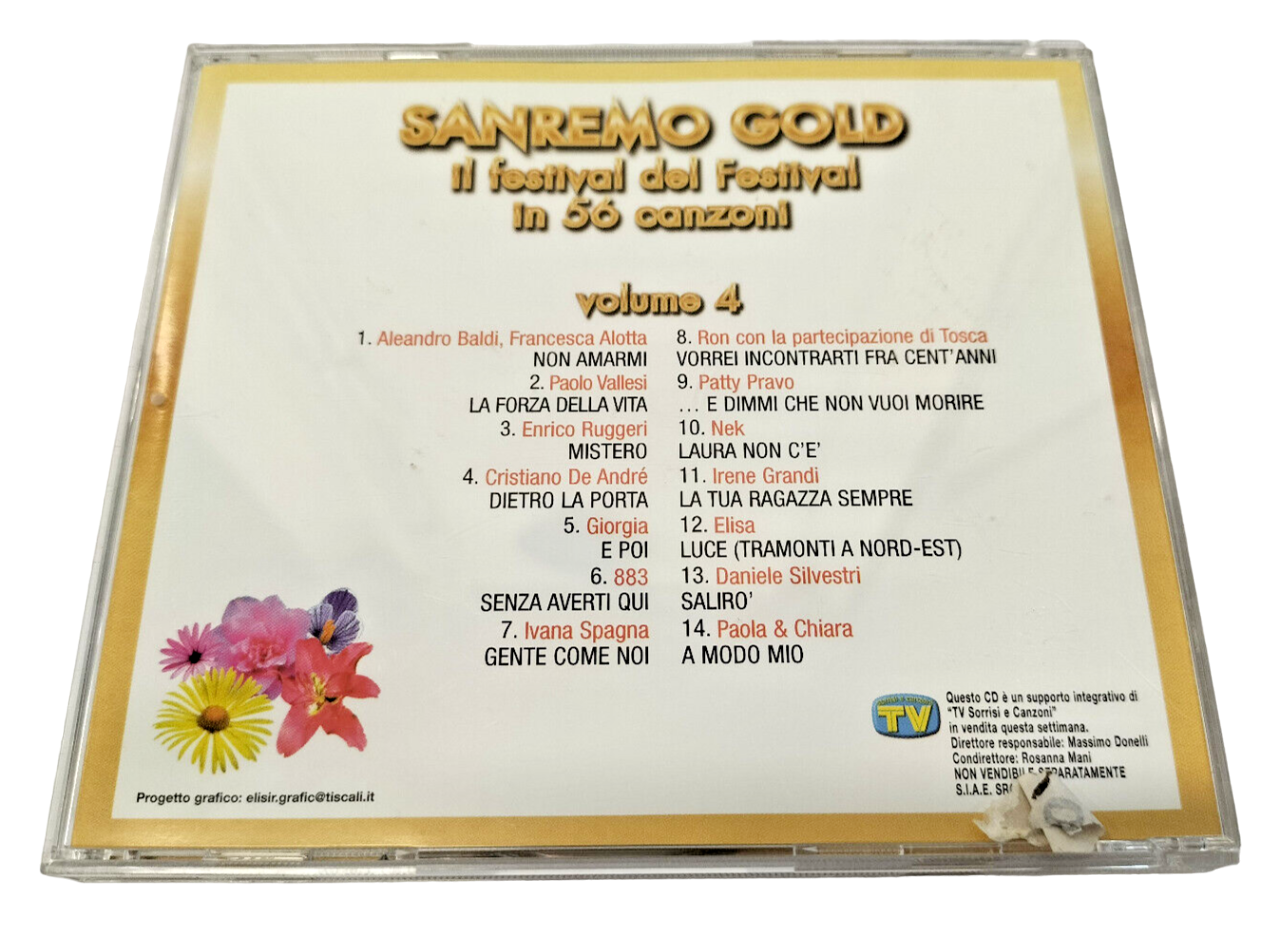 SANREMO GOLD
il festival del Festival
in 56 canzoni
volume 4
1. Aleandro Baldi, Francesca Alotta
NON AMARMI
2. Paolo Vallesi
LA FORZA DELLA VITA
3. Enrico Ruggeri
MISTERO
4. Cristiano De André
DIETRO LA PORTA
5. Giorgia
E POI
6. 883
SENZA AVERTI QUI
7. Ivana Spagna
GENTE COME NOI
8. Ron con la partecipazione di Tosca
VORREI INCONTRARTI FRA CENT'ANNI
9. Patty Pravo
... E DIMMI CHE NON VUOI MORIRE
10. Nek
LAURA NON C'E'
11. Irene Grandi
LA TUA RAGAZZA SEMPRE
12. Elisa
LUCE (TRAMONTI A NORD-EST)
13. Daniele Silvestri
SALIRO'
14. Paola & Chiara
A MODO MIO
TV
Questo CD è un supporto integrativo di
"TV Sorrisi e Canzoni"
in vendita questa settimana.
Direttore responsabile: Massimo Donelli
Condirettore: Rosanna Mani
NON VENDIBILE SEPARATAMENTE
S.I.A.E.
Progetto grafico: elisir.grafic@tiscali.it